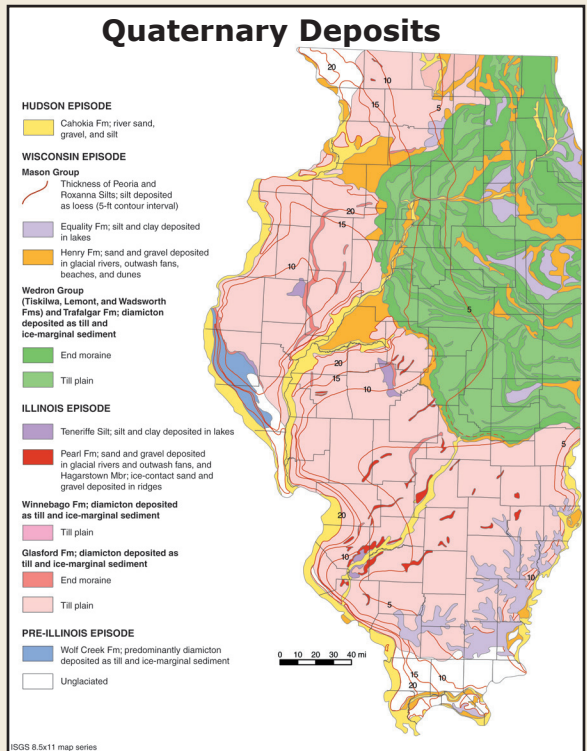 Quaternary Deposits
HUDSON EPISODE
Cahokia Fm; river sand,
gravel, and silt
WISCONSIN EPISODE
Mason Group
Thickness of Peoria and
Roxanna Silts; silt deposited
as loess (5-ft contour interval)
Equality Fm; silt and clay deposited
in lakes
Henry Fm; sand and gravel deposited
in glacial rivers, outwash fans,
beaches, and dunes
Wedron Group
(Tiskilwa, Lemont, and Wadsworth
Fms) and Trafalgar Fm; diamicton
deposited as till and
ice-marginal sediment
End moraine
Till plain
ILLINOIS EPISODE
Teneriffe Silt; silt and clay deposited in lakes
Pearl Fm; sand and gravel deposited
in glacial rivers and outwash fans, and
Hagarstown Mbr; ice-contact sand and
gravel deposited in ridges
Winnebago Fm; diamicton deposited
as till and ice-marginal sediment
Till plain
Glasford Fm; diamicton deposited as
till and ice-marginal sediment
End moraine
Till plain
PRE-ILLINOIS EPISODE
Wolf Creek Fm; predominantly diamicton
deposited as till and ice-marginal sediment
Unglaciated
20
10
15
5
20
15
10
5
20
15
10
20
10
10
5
0 10 20 30 40 mi
15
10
20
ISGS 8.5x11 map series